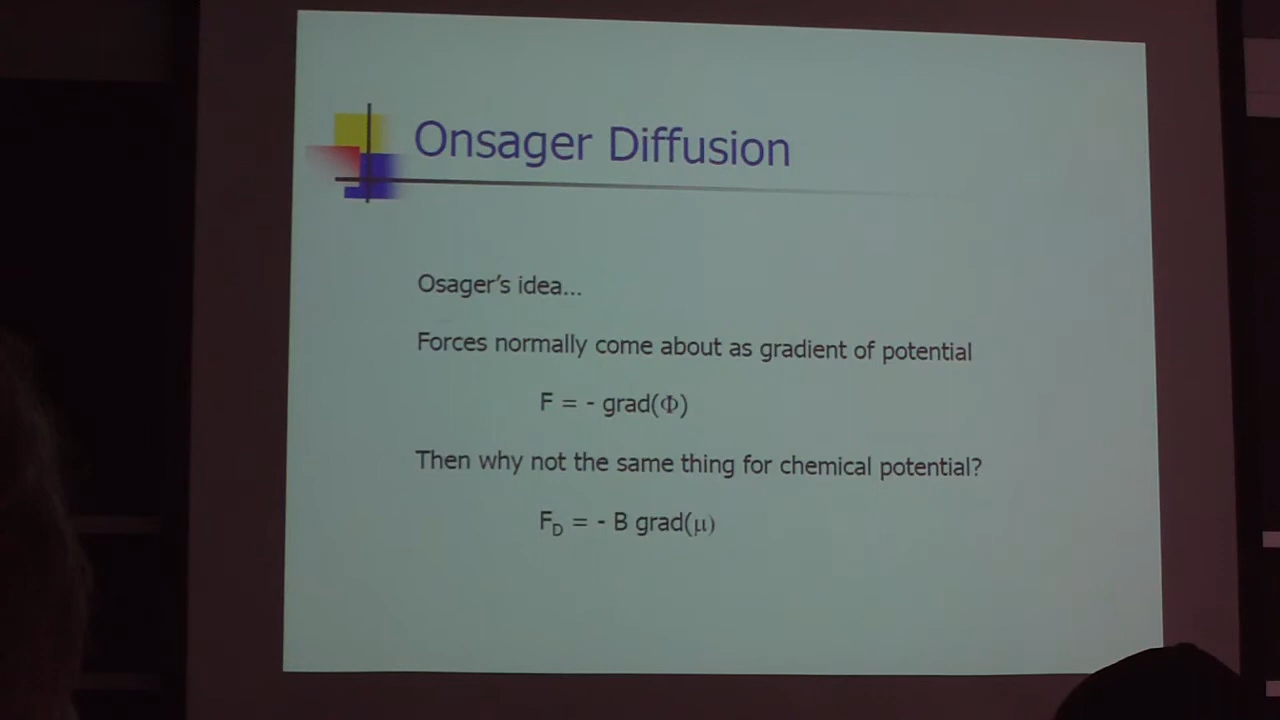 Onsager Diffusion
Osager's idea...
Forces normally come about as gradient of potential
F = - grad(Φ)
Then why not the same thing for chemical potential?
F_D = - B grad(μ)